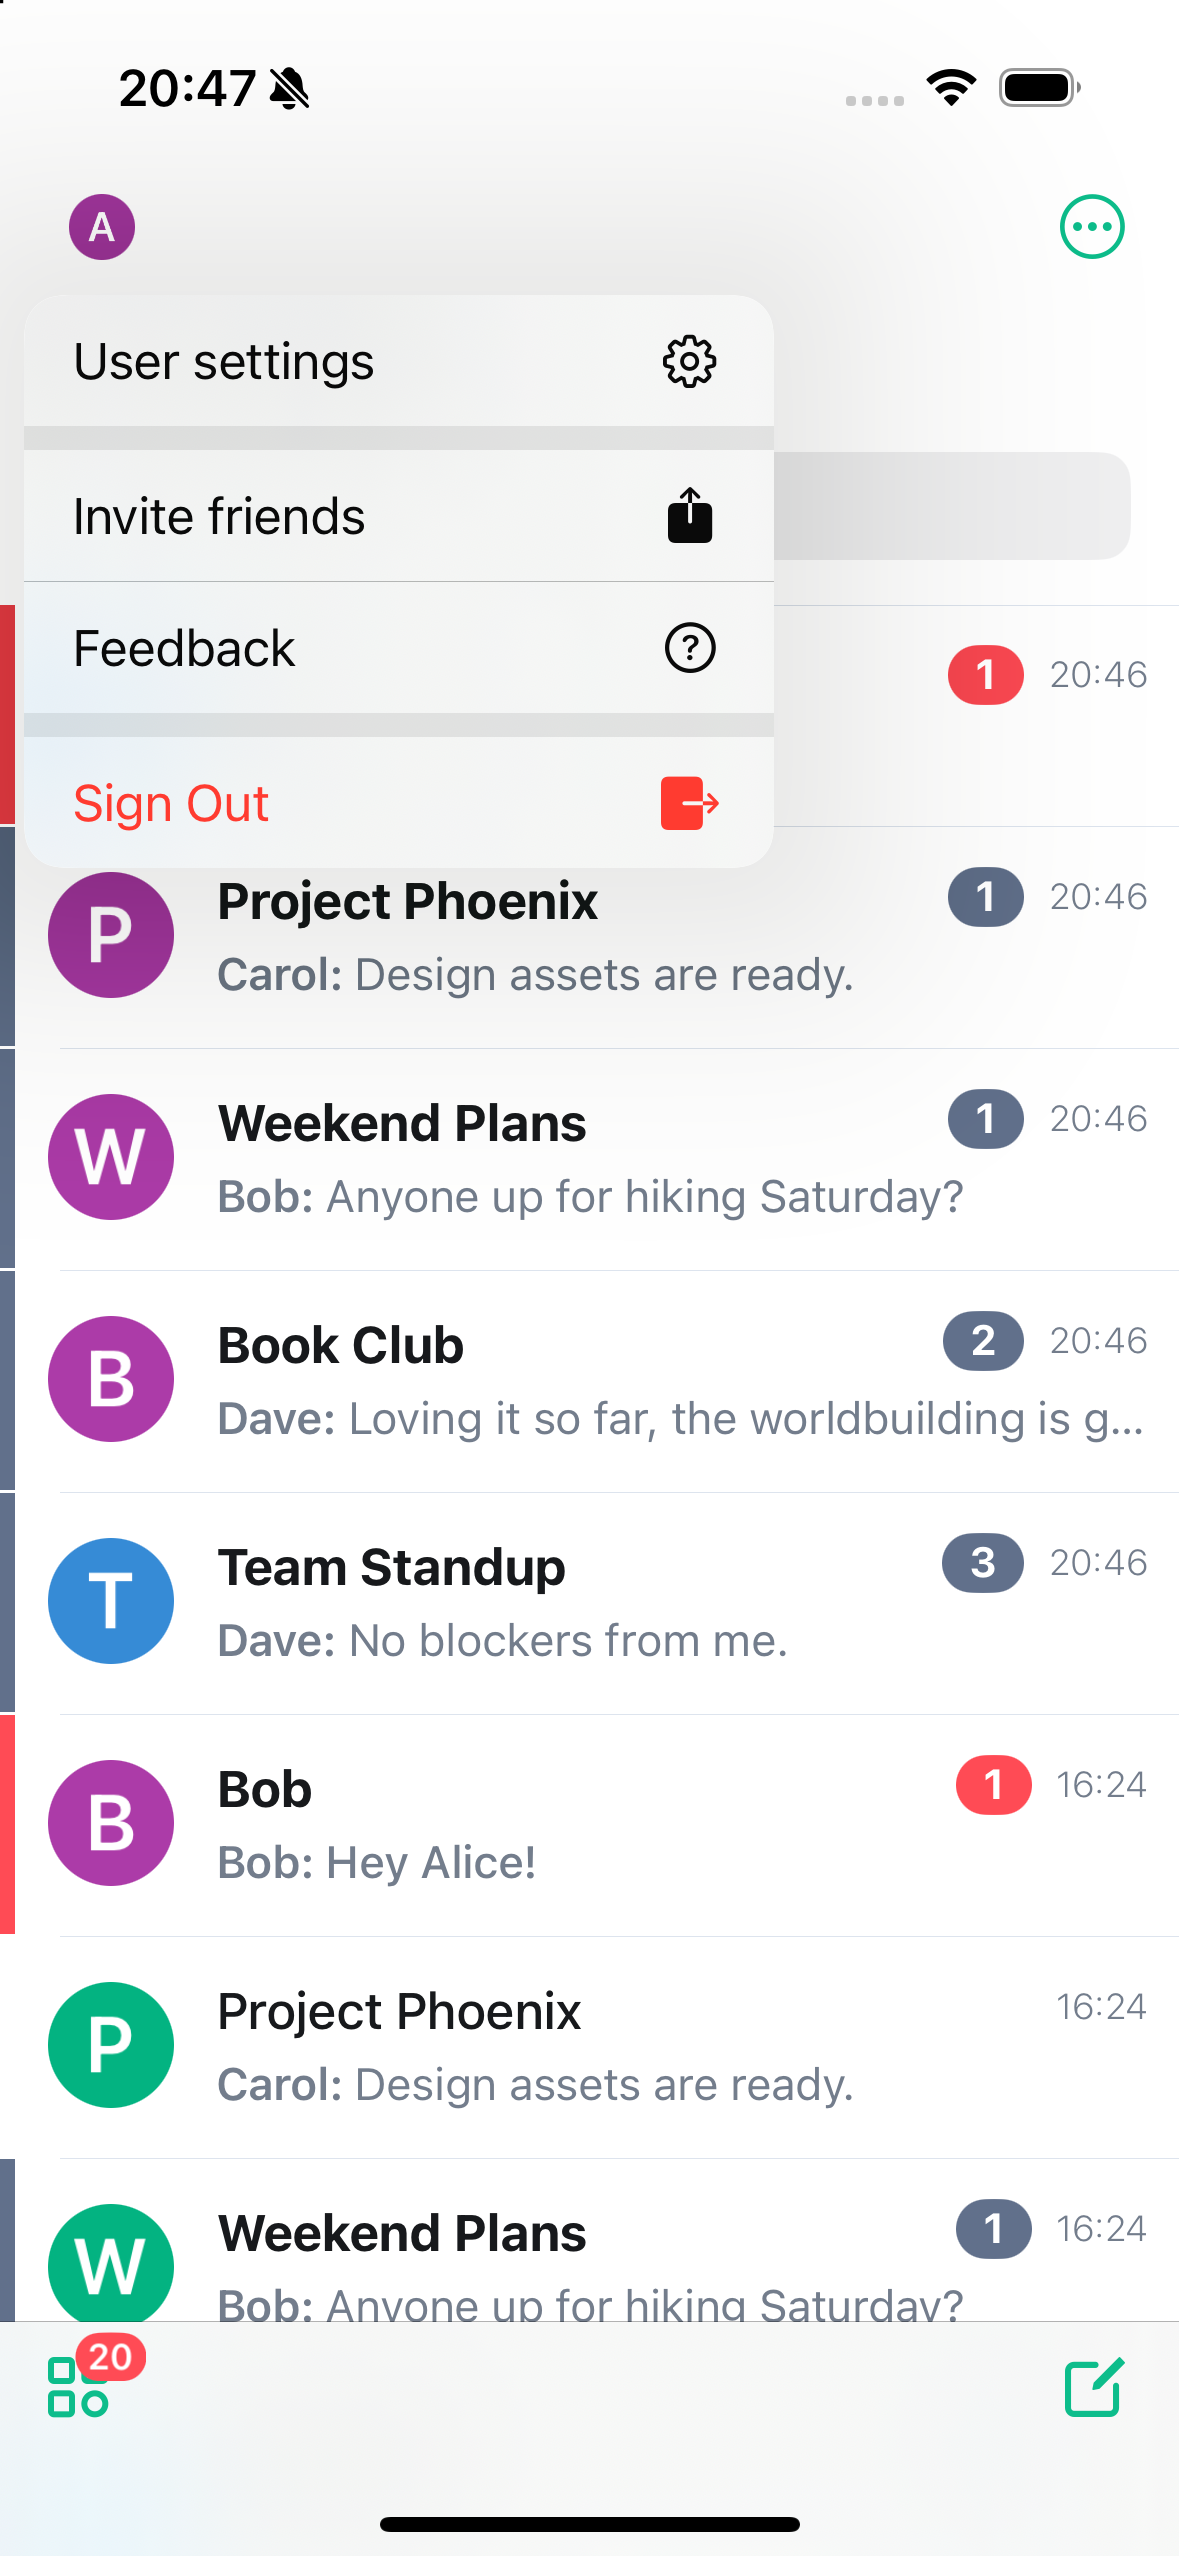 20:47
A
User settings
Invite friends
Feedback
Sign Out
1 20:46
P
Project Phoenix
1 20:46
Carol: Design assets are ready.
W
Weekend Plans
1 20:46
Bob: Anyone up for hiking Saturday?
B
Book Club
2 20:46
Dave: Loving it so far, the worldbuilding is g...
T
Team Standup
3 20:46
Dave: No blockers from me.
B
Bob
1 16:24
Bob: Hey Alice!
P
Project Phoenix
16:24
Carol: Design assets are ready.
W
Weekend Plans
1 16:24
Bob: Anyone up for hiking Saturday?
20